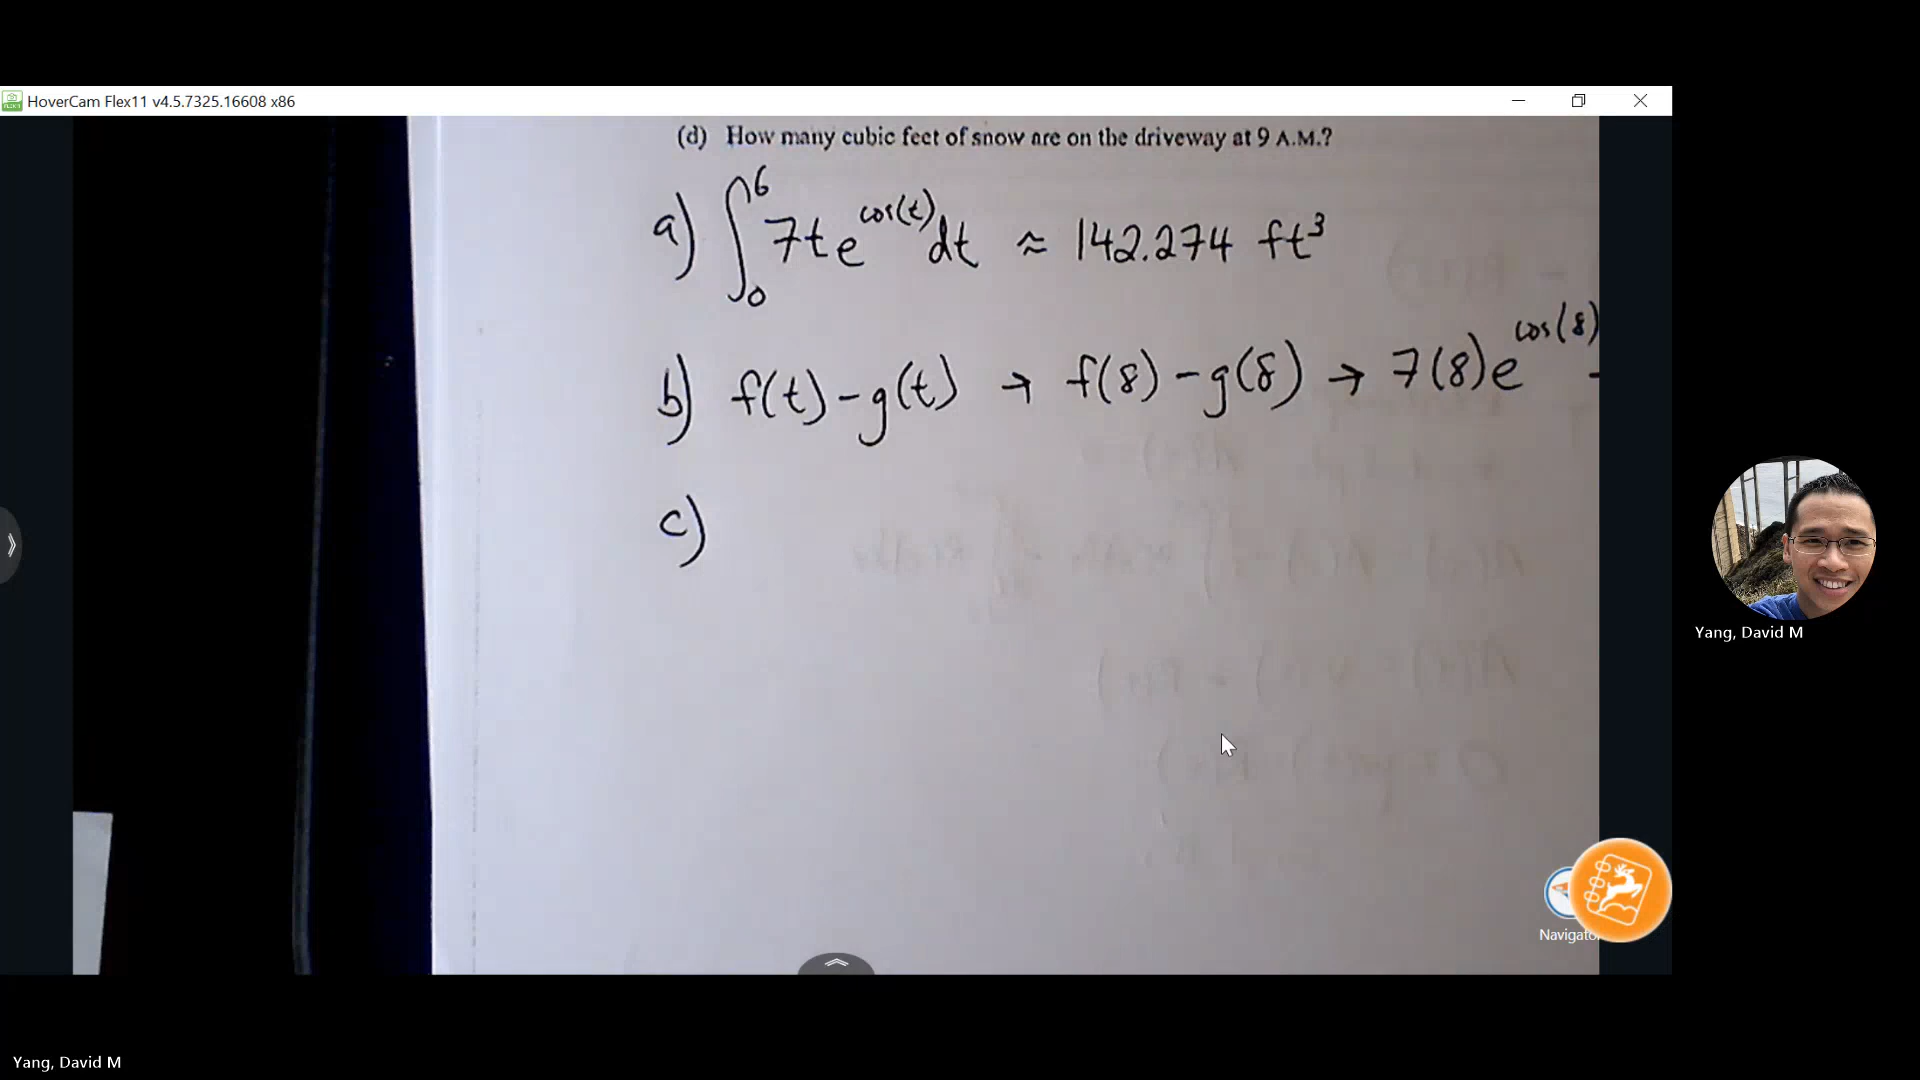 HoverCam Flex11 v4.5.7325.16608 x86
(d) How many cubic feet of snow are on the driveway at 9 A.M.?
a) ∫₀⁶ 7te^cos(t) dt ≈ 142.274 ft³
b) f(t)-g(t) → f(8)-g(8) → 7(8)e^cos(8) -
c)
Yang, David M
Navigato
Yang, David M